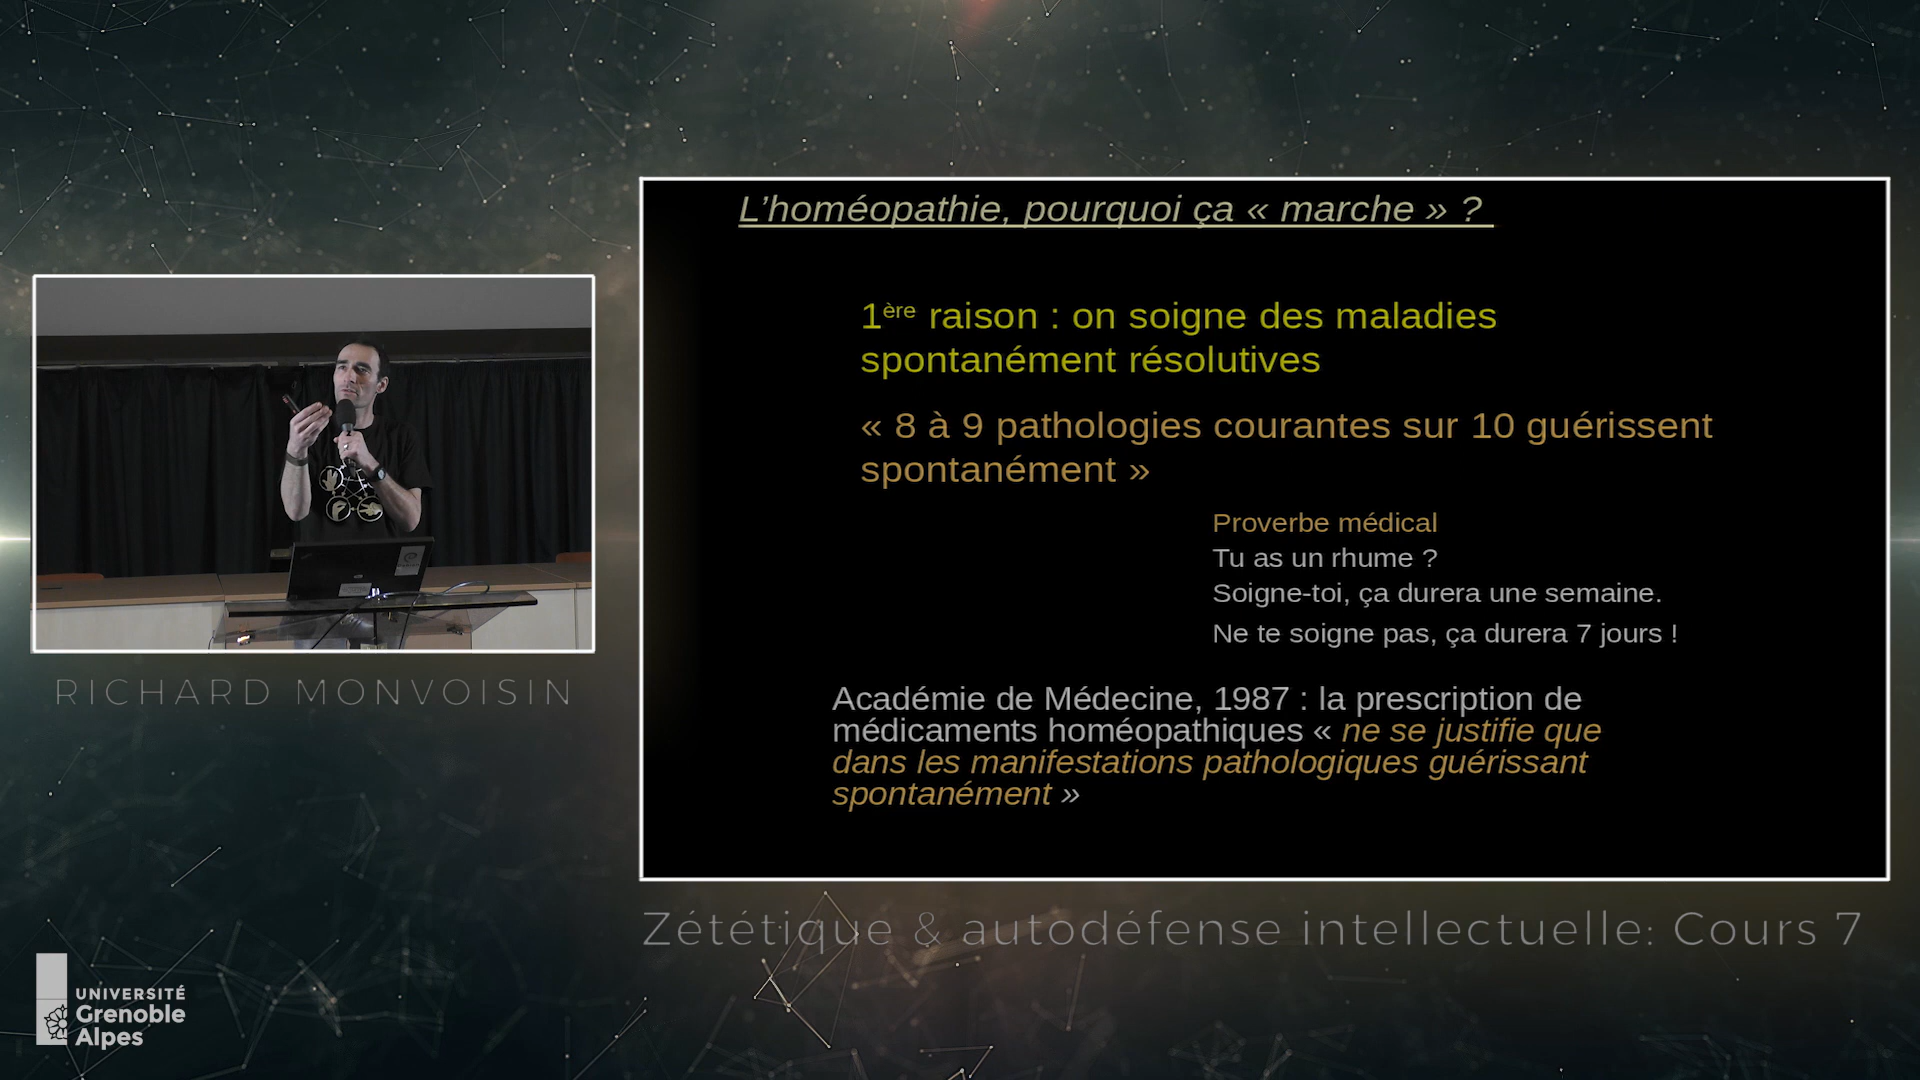 L'homéopathie, pourquoi ça « marche » ?
1ère raison : on soigne des maladies
spontanément résolutives
« 8 à 9 pathologies courantes sur 10 guérissent
spontanément »
Proverbe médical
Tu as un rhume ?
Soigne-toi, ça durera une semaine.
Ne te soigne pas, ça durera 7 jours !
Académie de Médecine, 1987 : la prescription de
médicaments homéopathiques « ne se justifie que
dans les manifestations pathologiques guérissant
spontanément »
RICHARD MONVOISIN
Zététique & autodéfense intellectuelle: Cours 7
UNIVERSITÉ
Grenoble
Alpes